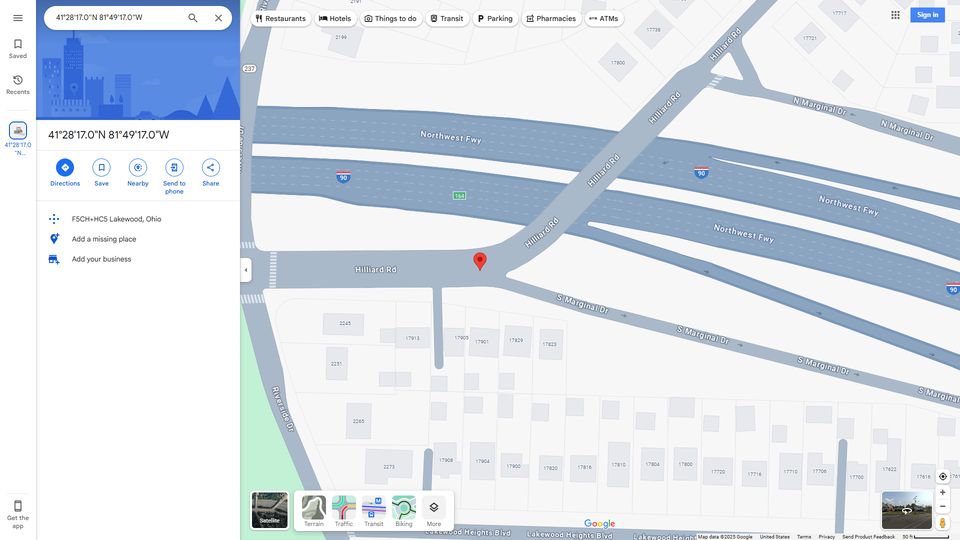 41°28'17.0"N 81°49'17.0"W
Saved
Recents
41°28'17.0
"N...
Get the
app
41°28'17.0"N 81°49'17.0"W
Directions
Save
Nearby
Send to
phone
Share
F5CH+HC5 Lakewood, Ohio
Add a missing place
Add your business
Restaurants
Hotels
Things to do
Transit
Parking
Pharmacies
ATMs
Sign in
2191
2199
17738
17800
17717
17721
237
Hilliard Rd
Hilliard Rd
Hilliard Rd
Hilliard Rd
Hilliard Rd
N Marginal Dr
N Marginal Dr
Northwest Fwy
Northwest Fwy
Northwest Fwy
90
90
90
164
S Marginal Dr
S Marginal Dr
S Marginal Dr
S Marginal
Riverside Dr
2245
2251
2265
2273
17913
17905
17901
17829
17823
17908
17904
17900
17820
17816
17810
17804
17800
17720
17716
17710
17706
17700
17622
17616
Lakewood Heights Blvd
Lakewood Heights Blvd
Satellite
Terrain
Traffic
Transit
Biking
More
Google
Map data ©2025 Google
United States
Terms
Privacy
Send Product Feedback
50 ft